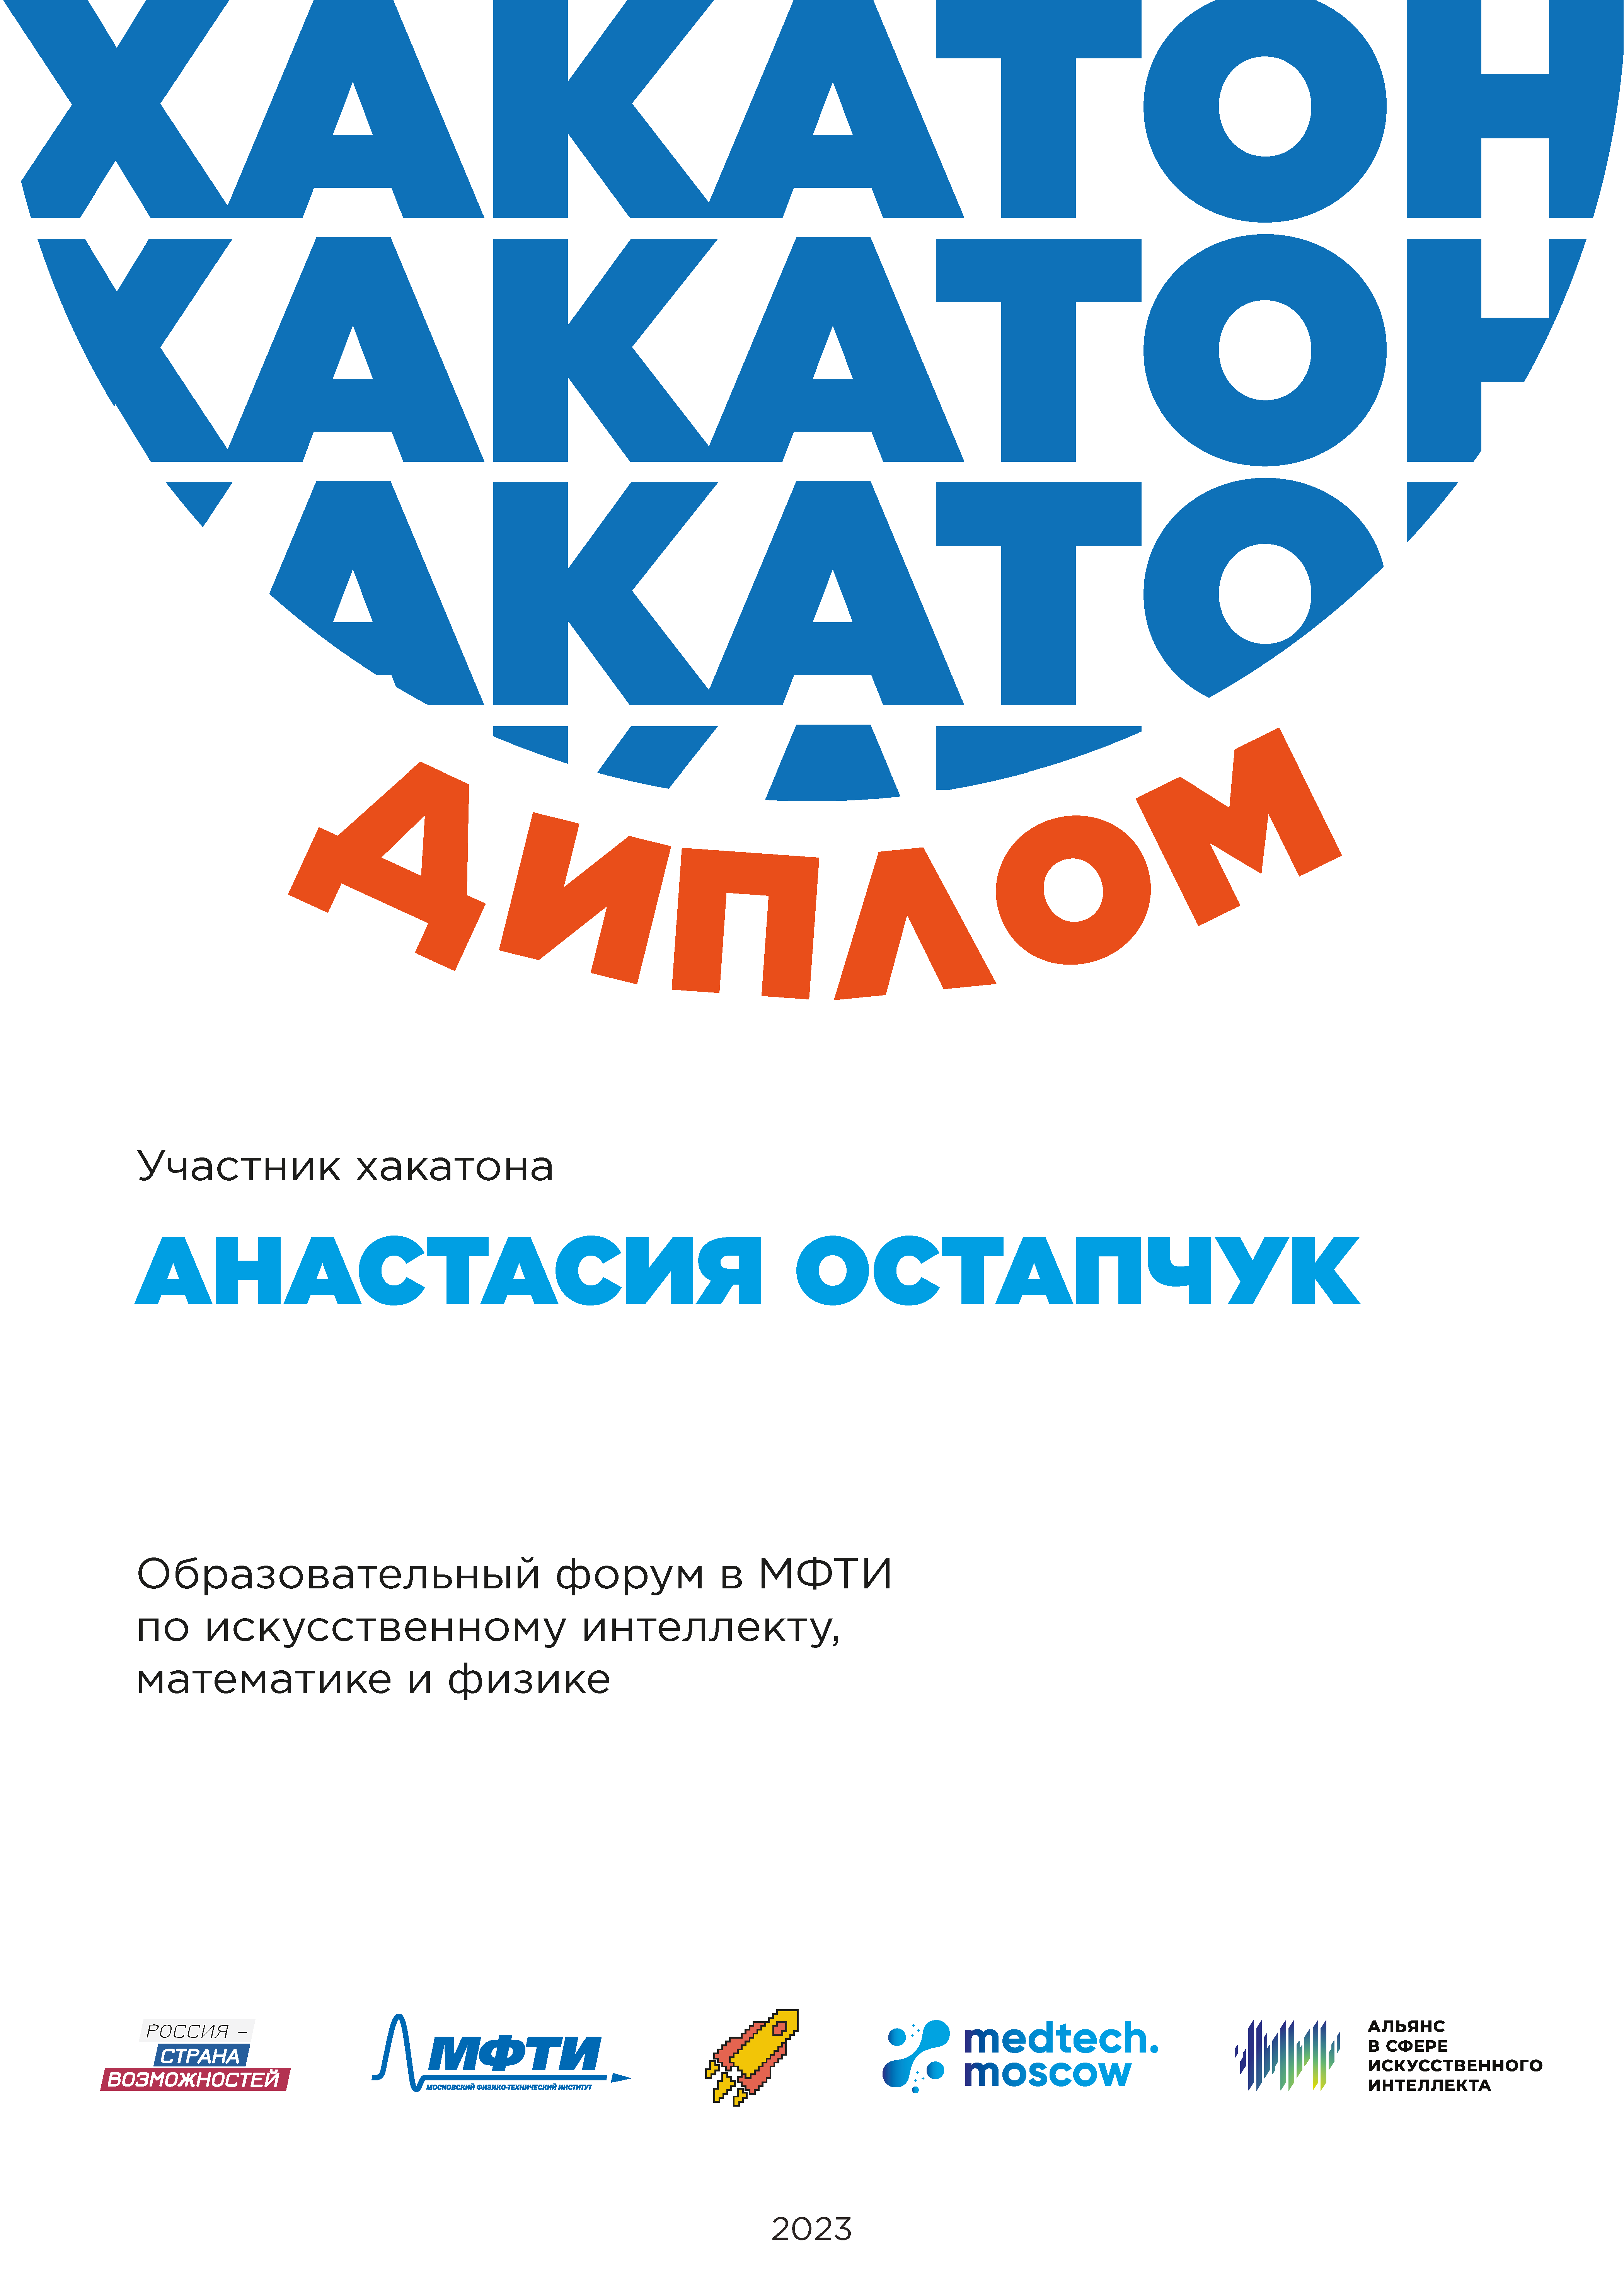 ХАКАТОН
ХАКАТОН
ХАКАТОН
КАТ
ДИПЛОМ
Участник хакатона
АНАСТАСИЯ ОСТАПЧУК
Образовательный форум в МФТИ
по искусственному интеллекту,
математике и физике
РОССИЯ –
СТРАНА
ВОЗМОЖНОСТЕЙ
МФТИ
МОСКОВСКИЙ ФИЗИКО-ТЕХНИЧЕСКИЙ ИНСТИТУТ
medtech.
moscow
АЛЬЯНС
В СФЕРЕ
ИСКУССТВЕННОГО
ИНТЕЛЛЕКТА
2023